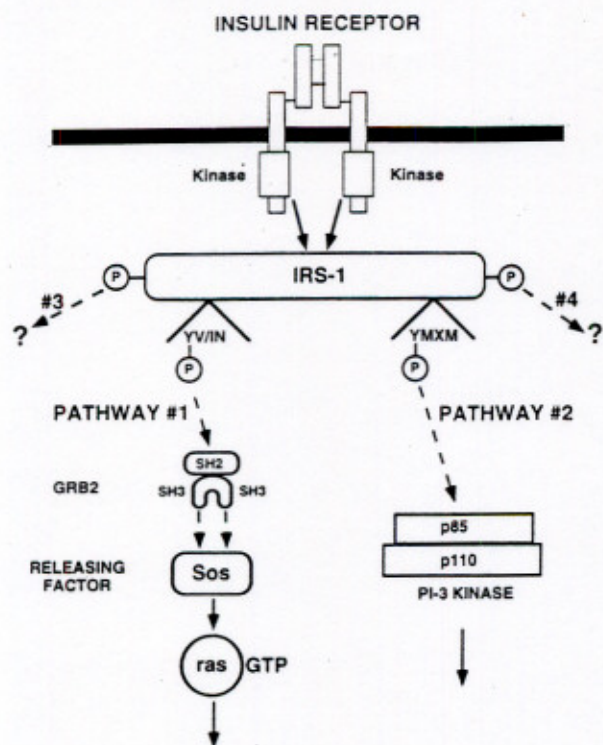 INSULIN RECEPTOR
Kinase
Kinase
IRS-1
P
P
#3
#4
?
?
YV/IN
YMXM
P
P
PATHWAY #1
PATHWAY #2
SH2
GRB2
SH3
SH3
p85
p110
RELEASING
FACTOR
Sos
PI-3 KINASE
ras
GTP